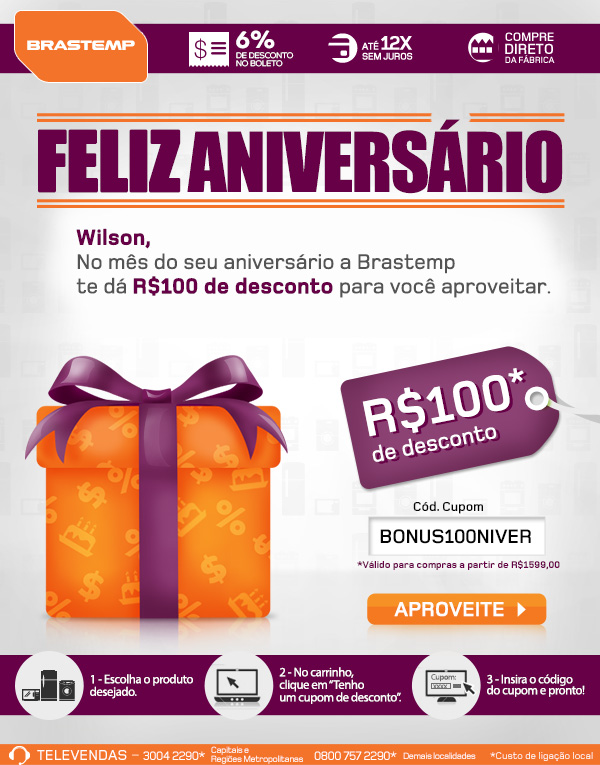 BRASTEMP
6%
DE DESCONTO
NO BOLETO
ATÉ 12X
SEM JUROS
COMPRE
DIRETO
DA FÁBRICA
FELIZ ANIVERSÁRIO
Wilson,
No mês do seu aniversário a Brastemp
te dá R$100 de desconto para você aproveitar.
R$100*
de desconto
Cód. Cupom
BONUS100NIVER
*Válido para compras a partir de R$1599,00
APROVEITE
1 - Escolha o produto
desejado.
2 - No carrinho,
clique em “Tenho
um cupom de desconto”.
Cupom:
XXXX
3 - Insira o código
do cupom e pronto!
TELEVENDAS – 3004 2290* Capitais e
Regiões Metropolitanas
0800 757 2290* Demais localidades
*Custo de ligação local